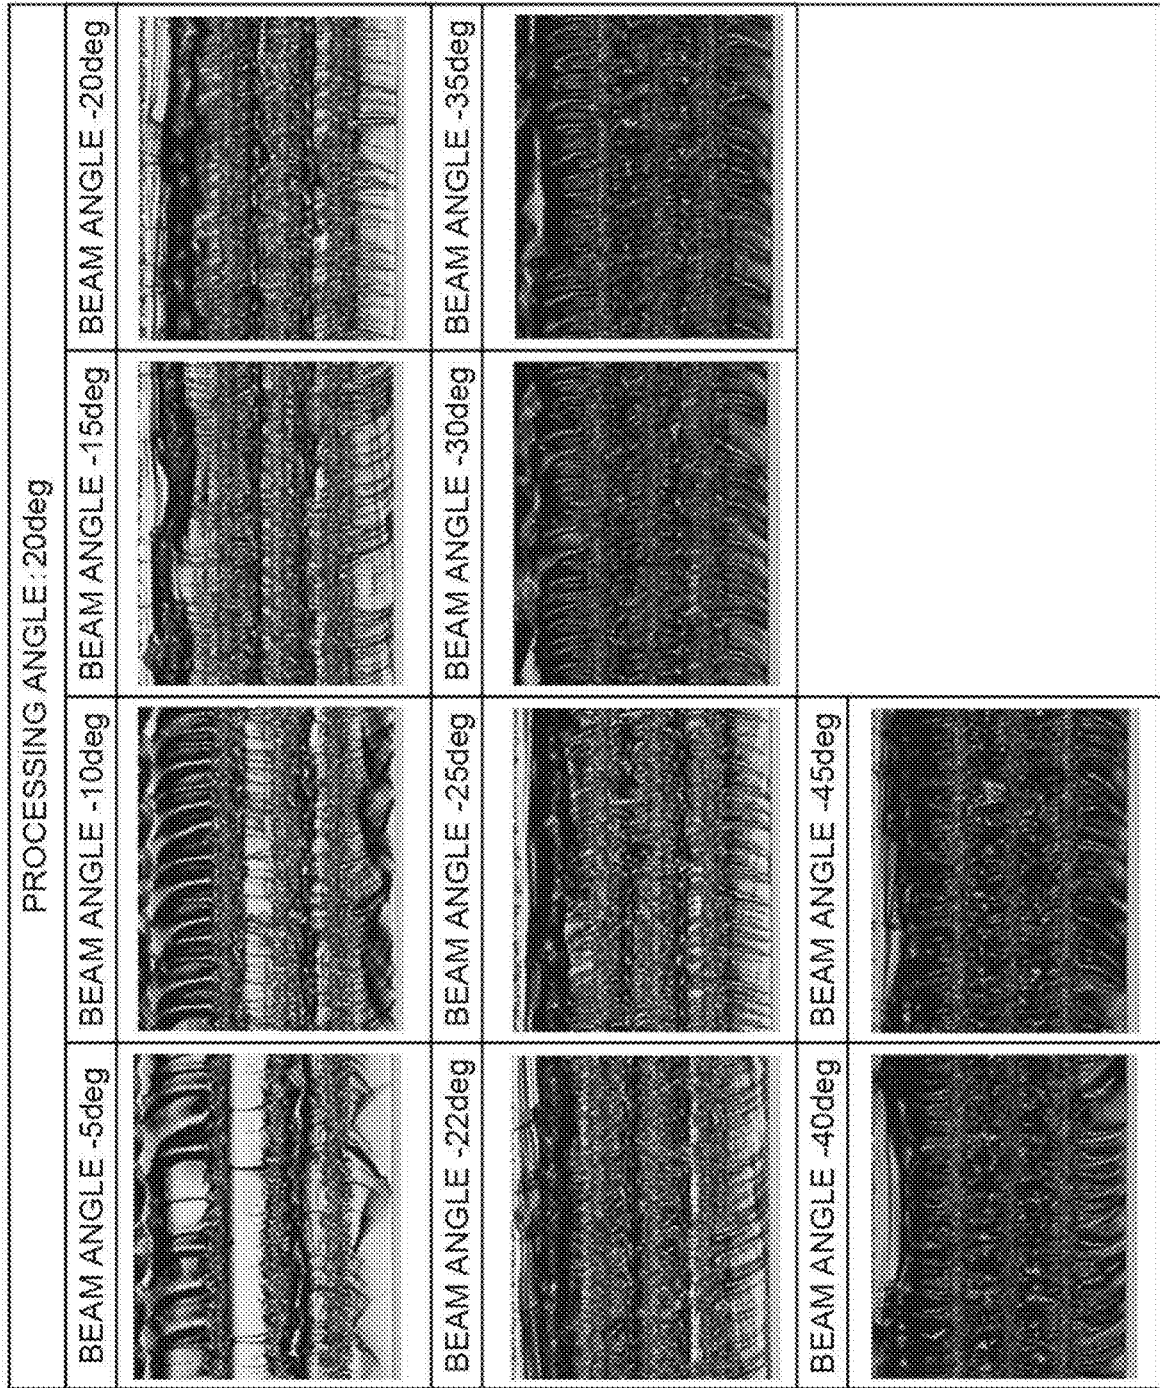 PROCESSING ANGLE:20deg
BEAM ANGLE -5deg
BEAM ANGLE -10deg
BEAM ANGLE -15deg
BEAM ANGLE -20deg
BEAM ANGLE -22deg
BEAM ANGLE -25deg
BEAM ANGLE -30deg
BEAM ANGLE -35deg
BEAM ANGLE -40deg
BEAM ANGLE -45deg